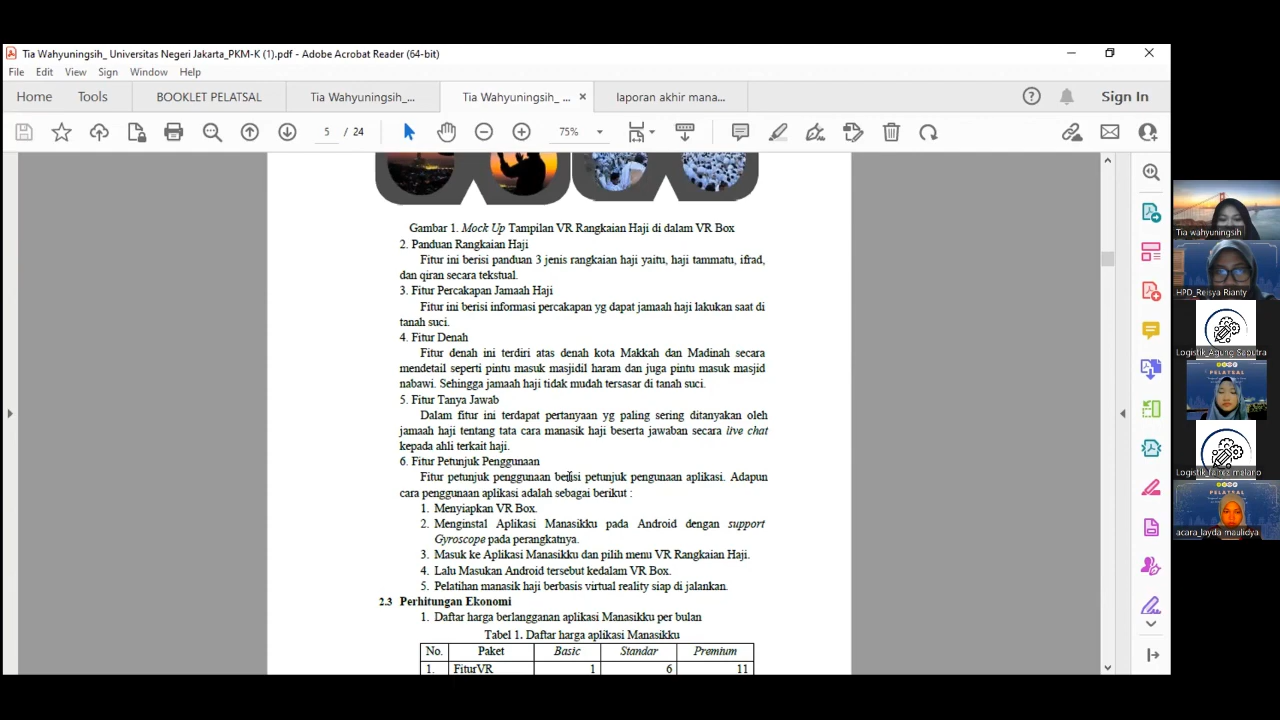 Tia Wahyuningsih_ Universitas Negeri Jakarta_PKM-K (1).pdf - Adobe Acrobat Reader (64-bit)
File Edit View Sign Window Help
Home Tools BOOKLET PELATSAL Tia Wahyuningsih_... Tia Wahyuningsih_ ... × laporan akhir mana... Sign In
5 / 24 75%
Gambar 1. Mock Up Tampilan VR Rangkaian Haji di dalam VR Box
2. Panduan Rangkaian Haji
Fitur ini berisi panduan 3 jenis rangkaian haji yaitu, haji tammatu, ifrad,
dan qiran secara tekstual.
3. Fitur Percakapan Jamaah Haji
Fitur ini berisi informasi percakapan yg dapat jamaah haji lakukan saat di
tanah suci.
4. Fitur Denah
Fitur denah ini terdiri atas denah kota Makkah dan Madinah secara
mendetail seperti pintu masuk masjidil haram dan juga pintu masuk masjid
nabawi. Sehingga jamaah haji tidak mudah tersasar di tanah suci.
5. Fitur Tanya Jawab
Dalam fitur ini terdapat pertanyaan yg paling sering ditanyakan oleh
jamaah haji tentang tata cara manasik haji beserta jawaban secara live chat
kepada ahli terkait haji.
6. Fitur Petunjuk Penggunaan
Fitur petunjuk penggunaan berisi petunjuk pengunaan aplikasi. Adapun
cara penggunaan aplikasi adalah sebagai berikut :
1. Menyiapkan VR Box.
2. Menginstal Aplikasi Manasikku pada Android dengan support
Gyroscope pada perangkatnya.
3. Masuk ke Aplikasi Manasikku dan pilih menu VR Rangkaian Haji.
4. Lalu Masukan Android tersebut kedalam VR Box.
5. Pelatihan manasik haji berbasis virtual reality siap di jalankan.
2.3 Perhitungan Ekonomi
1. Daftar harga berlangganan aplikasi Manasikku per bulan
Tabel 1. Daftar harga aplikasi Manasikku
No. Paket Basic Standar Premium
1. FiturVR 1 6 11
Tia wahyuningsih
HPD_Reisya Rianty
Logistik_Agung Saputra
PELATSAL
Logistik_fairez melano
PELATSAL
acara_layda maulidya